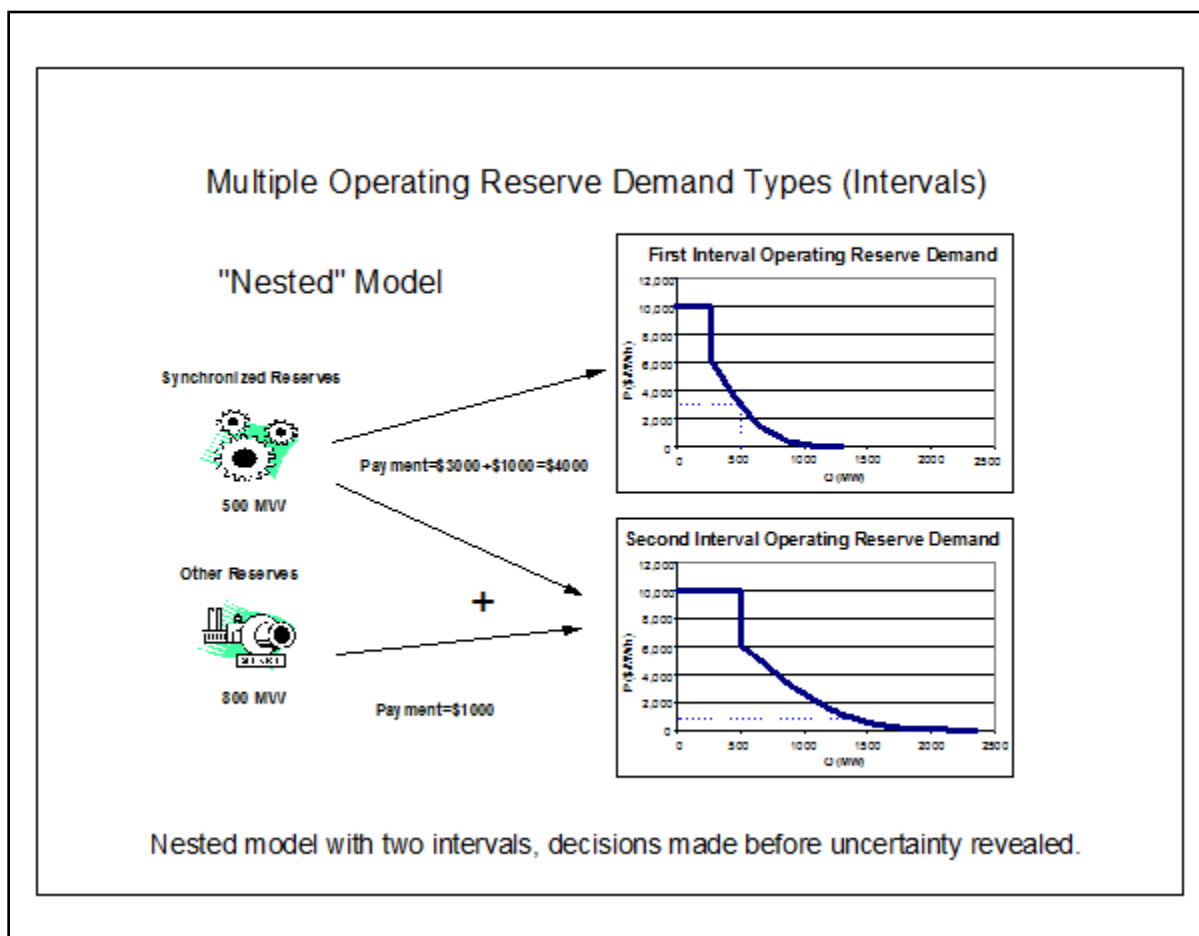 Multiple Operating Reserve Demand Types (Intervals)
"Nested" Model
Synchronized Reserves
500 MW
Payment=$3000+$1000=$4000
Other Reserves
800 MW
+
Payment=$1000
First Interval Operating Reserve Demand
P ($/MWh)
12,000
10,000
8,000
6,000
4,000
2,000
0
0 500 1000 1500 2000 2500
Q (MW)
Second Interval Operating Reserve Demand
P ($/MWh)
12,000
10,000
8,000
6,000
4,000
2,000
0
0 500 1000 1500 2000 2500
Q (MW)
Nested model with two intervals, decisions made before uncertainty revealed.